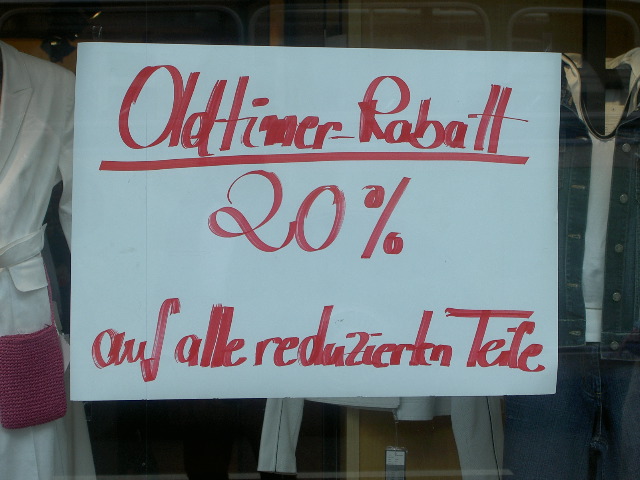 Oldtimer-Rabatt
20%
auf alle reduzierten Teile